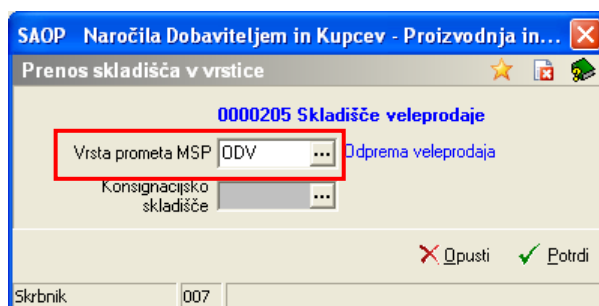 SAOP Naročila Dobaviteljem in Kupcev - Proizvodnja in...
Prenos skladišča v vrstice
0000205 Skladišče veleprodaje
Vrsta prometa MSP ODV ... Odprema veleprodaja
Konsignacijsko skladišče ...
Opusti Potrdi
Skrbnik 007